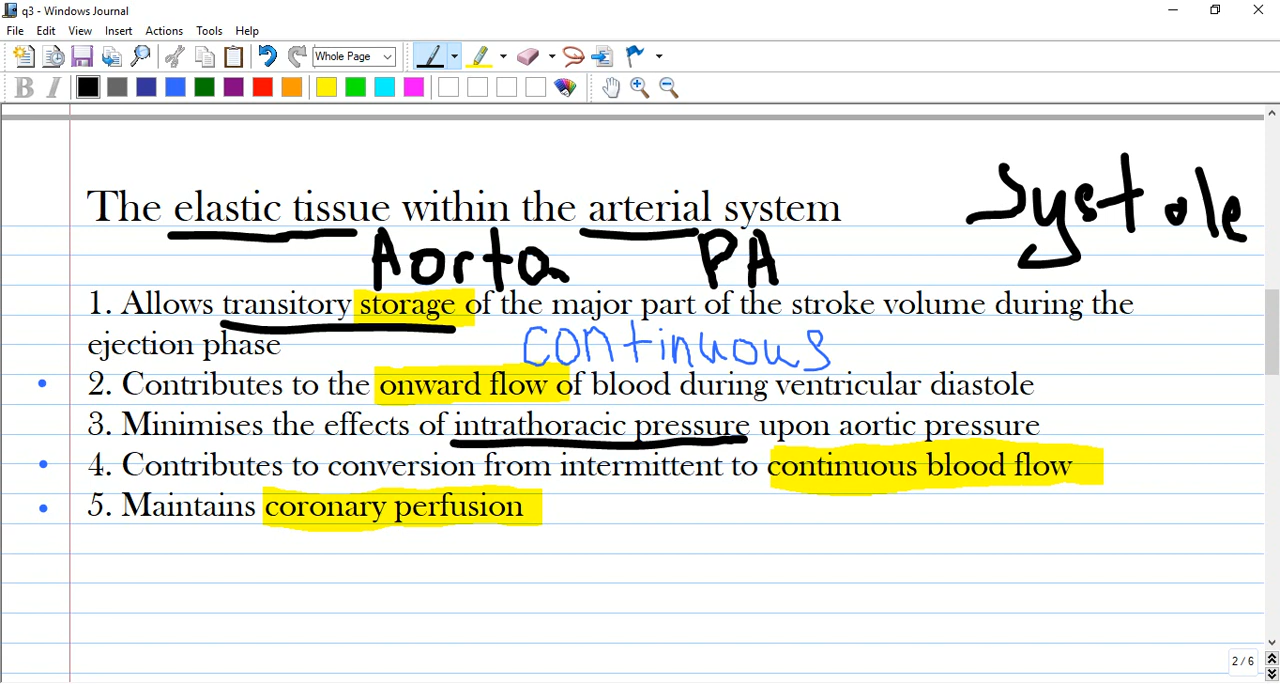 q3 - Windows Journal
File Edit View Insert Actions Tools Help
Whole Page
B I
The elastic tissue within the arterial system
Systole
Aorta PA
1. Allows transitory storage of the major part of the stroke volume during the
ejection phase
continuous
2. Contributes to the onward flow of blood during ventricular diastole
3. Minimises the effects of intrathoracic pressure upon aortic pressure
4. Contributes to conversion from intermittent to continuous blood flow
5. Maintains coronary perfusion
2 / 6